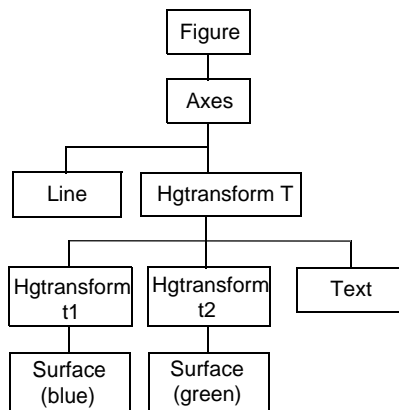 Figure
Axes
Line
Hgtransform T
Hgtransform
t1
Hgtransform
t2
Text
Surface
(blue)
Surface
(green)